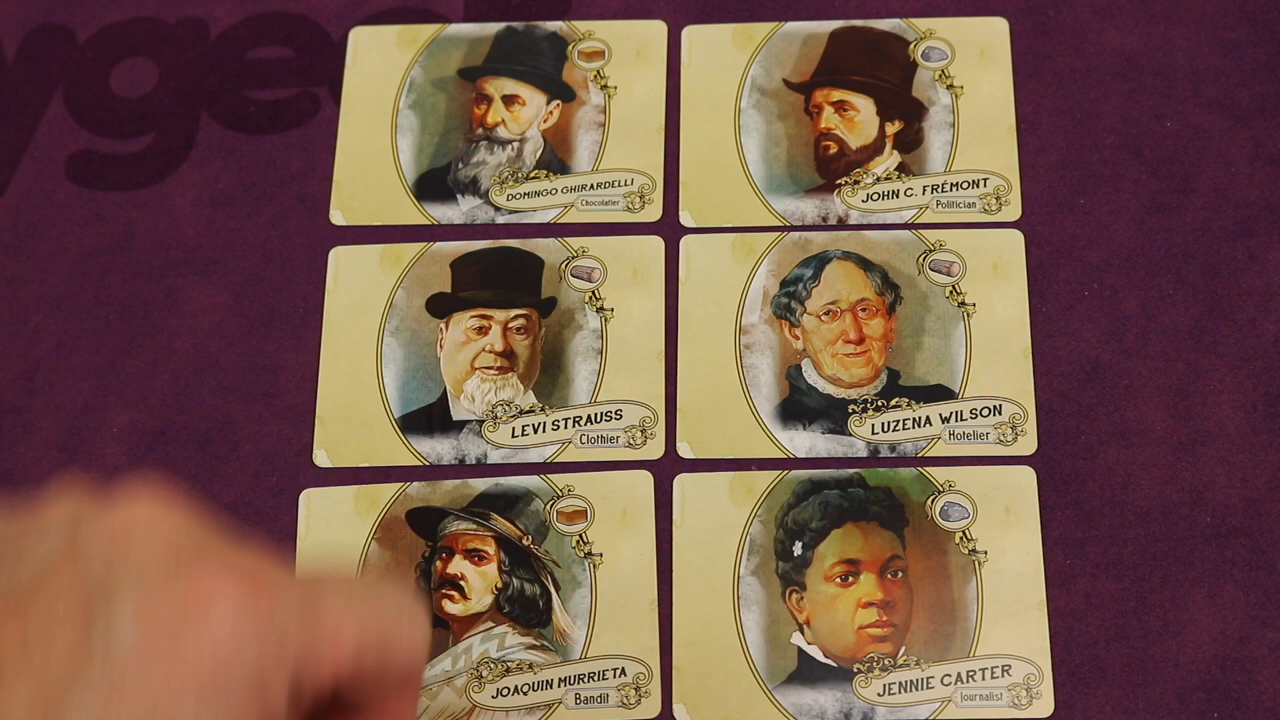 DOMINGO GHIRARDELLI
Chocolatier
JOHN C. FRÉMONT
Politician
LEVI STRAUSS
Clothier
LUZENA WILSON
Hotelier
JOAQUIN MURRIETA
Bandit
JENNIE CARTER
Journalist